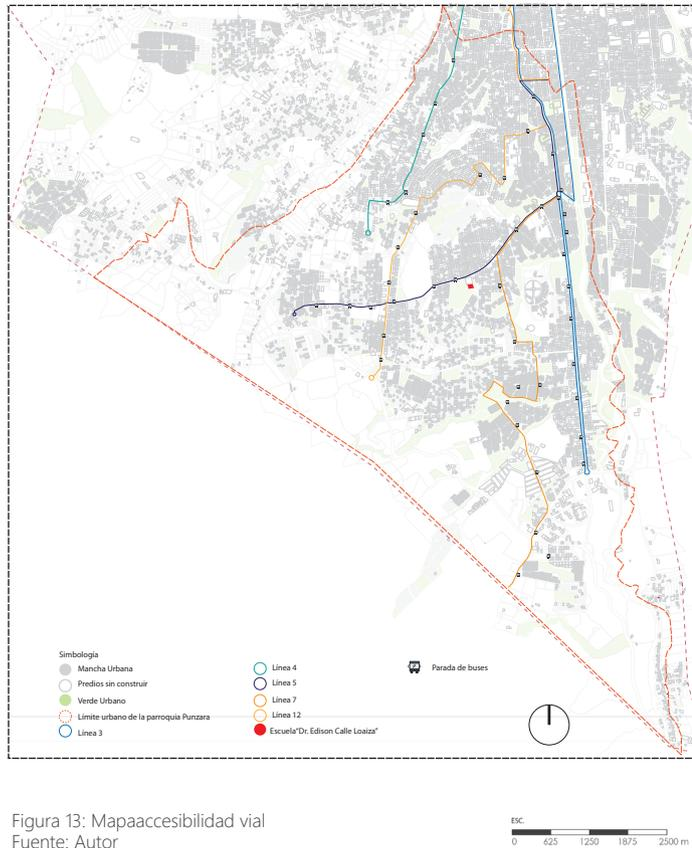 Simbología
Mancha Urbana
Predios sin construir
Verde Urbano
Límite urbano de la parroquia Punzara
Línea 3
Línea 4
Línea 5
Línea 7
Línea 12
Escuela"Dr. Edison Calle Loaiza"
Parada de buses
Figura 13: Mapaaccesibilidad vial
Fuente: Autor
ESC.
0 625 1250 1875 2500 m